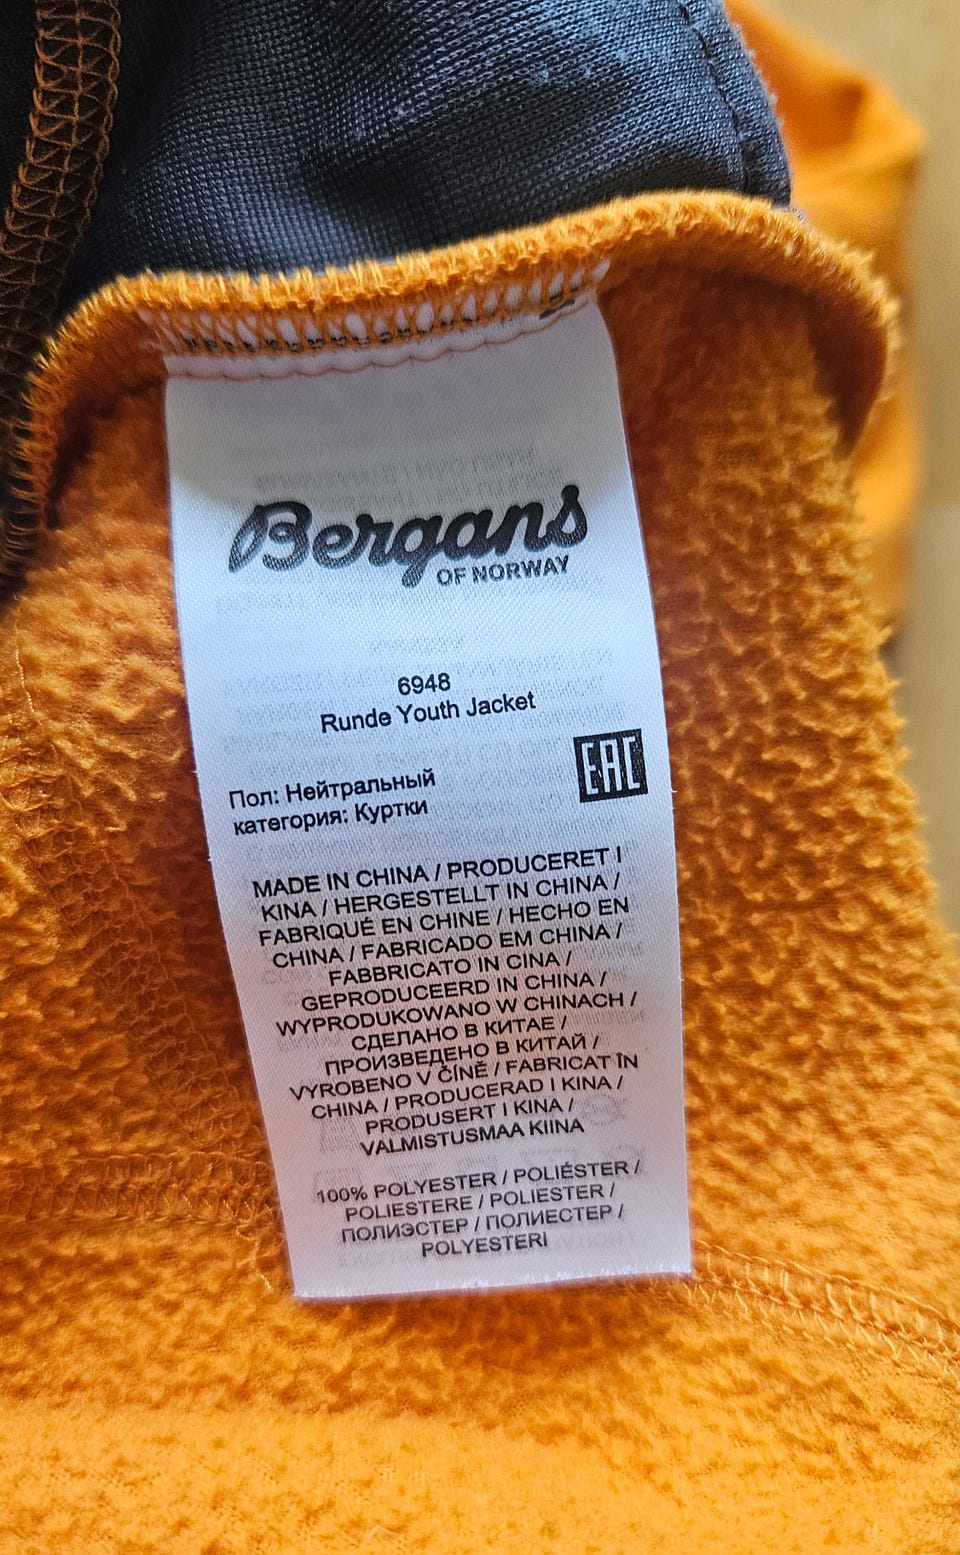 Bergans
OF NORWAY
6948
Runde Youth Jacket
EAC
Пол: Нейтральный
категория: Куртки
MADE IN CHINA / PRODUCERET I
KINA / HERGESTELLT IN CHINA /
FABRIQUÉ EN CHINE / HECHO EN
CHINA / FABRICADO EM CHINA /
FABBRICATO IN CINA /
GEPRODUCEERD IN CHINA /
WYPRODUKOWANO W CHINACH /
СДЕЛАНО В КИТАЕ /
ПРОИЗВЕДЕНО В КИТАЙ /
VYROBENO V ČÍNĚ / FABRICAT ÎN
CHINA / PRODUCERAD I KINA /
PRODUSERT I KINA /
VALMISTUSMAA KIINA
100% POLYESTER / POLIÉSTER /
POLIESTERE / POLIESTER /
ПОЛИЭСТЕР / ПОЛИЕСТЕР /
POLYESTERI